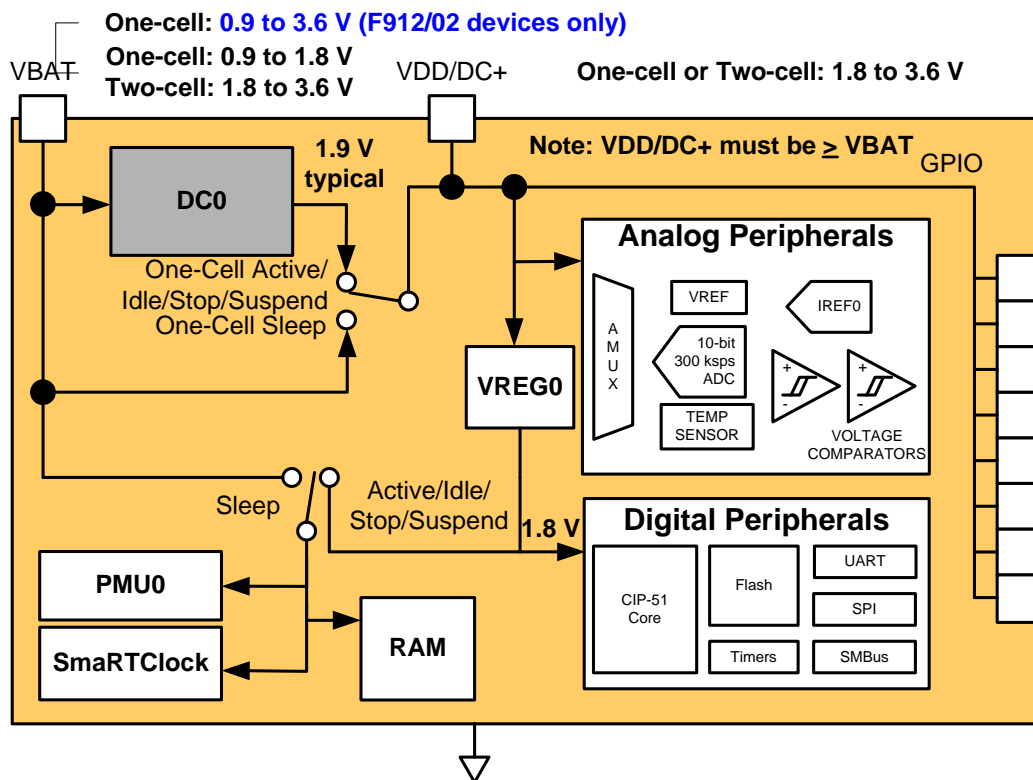 One-cell: 0.9 to 3.6 V (F912/02 devices only)
One-cell: 0.9 to 1.8 V
Two-cell: 1.8 to 3.6 V
VBAT
VDD/DC+
One-cell or Two-cell: 1.8 to 3.6 V
Note: VDD/DC+ must be ≥ VBAT
GPIO
1.9 V
typical
DC0
One-Cell Active/
Idle/Stop/Suspend
One-Cell Sleep
Analog Peripherals
VREF
IREF0
A
M
U
X
10-bit
300 ksps
ADC
+
-
+
-
TEMP
SENSOR
VOLTAGE
COMPARATORS
VREG0
Sleep
Active/Idle/
Stop/Suspend
1.8 V
Digital Peripherals
CIP-51
Core
Flash
Timers
UART
SPI
SMBus
PMU0
SmaRTClock
RAM